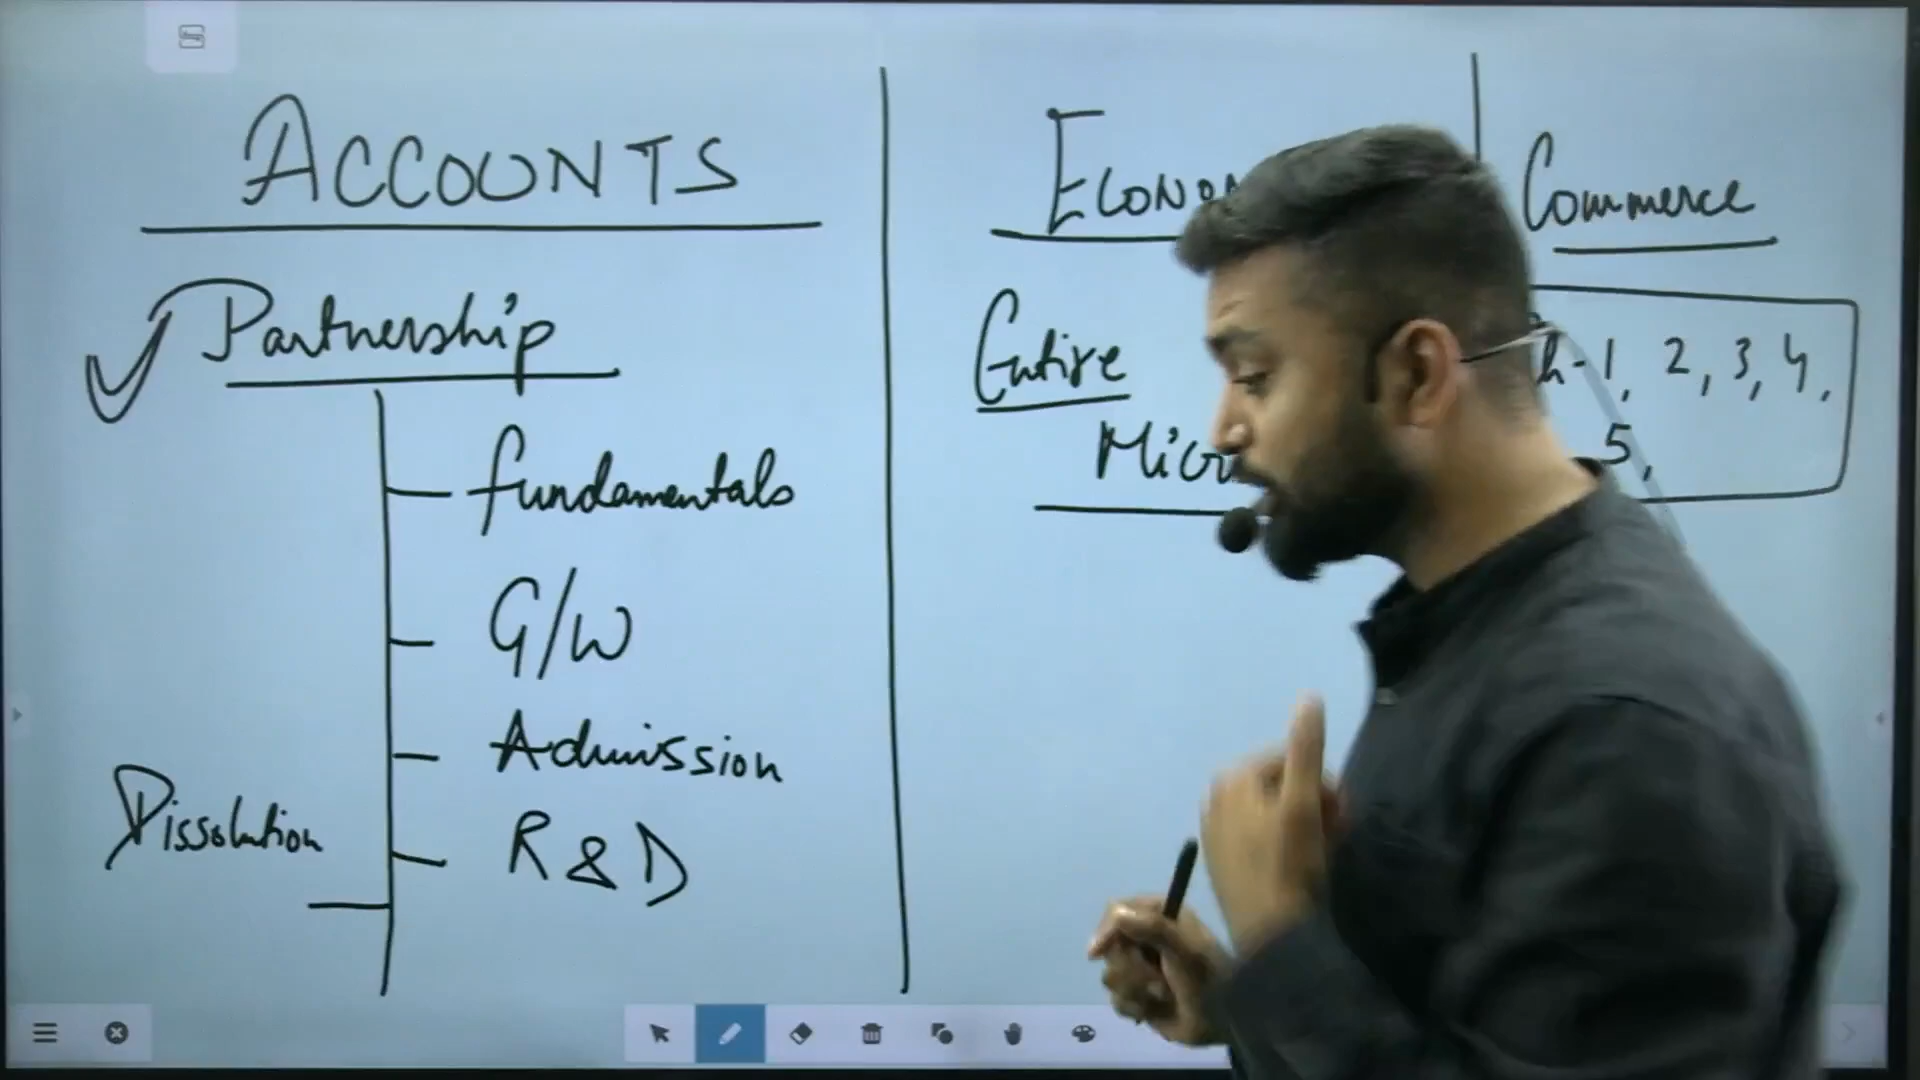 ACCOUNTS
Partnership
Fundamentals
G/W
Admission
R & D
Dissolution
Entire
Commerce
1, 2, 3, 4,
5,